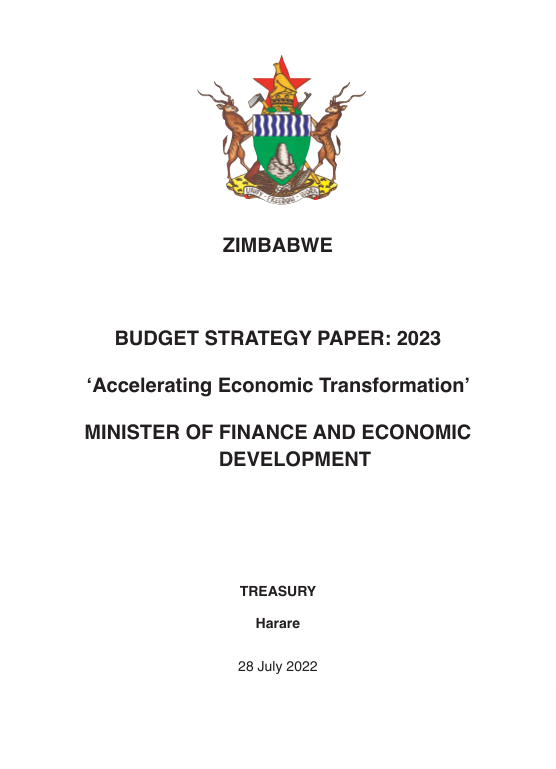 UNITY FREEDOM WORK
ZIMBABWE
BUDGET STRATEGY PAPER: 2023
‘Accelerating Economic Transformation’
MINISTER OF FINANCE AND ECONOMIC
DEVELOPMENT
TREASURY
Harare
28 July 2022